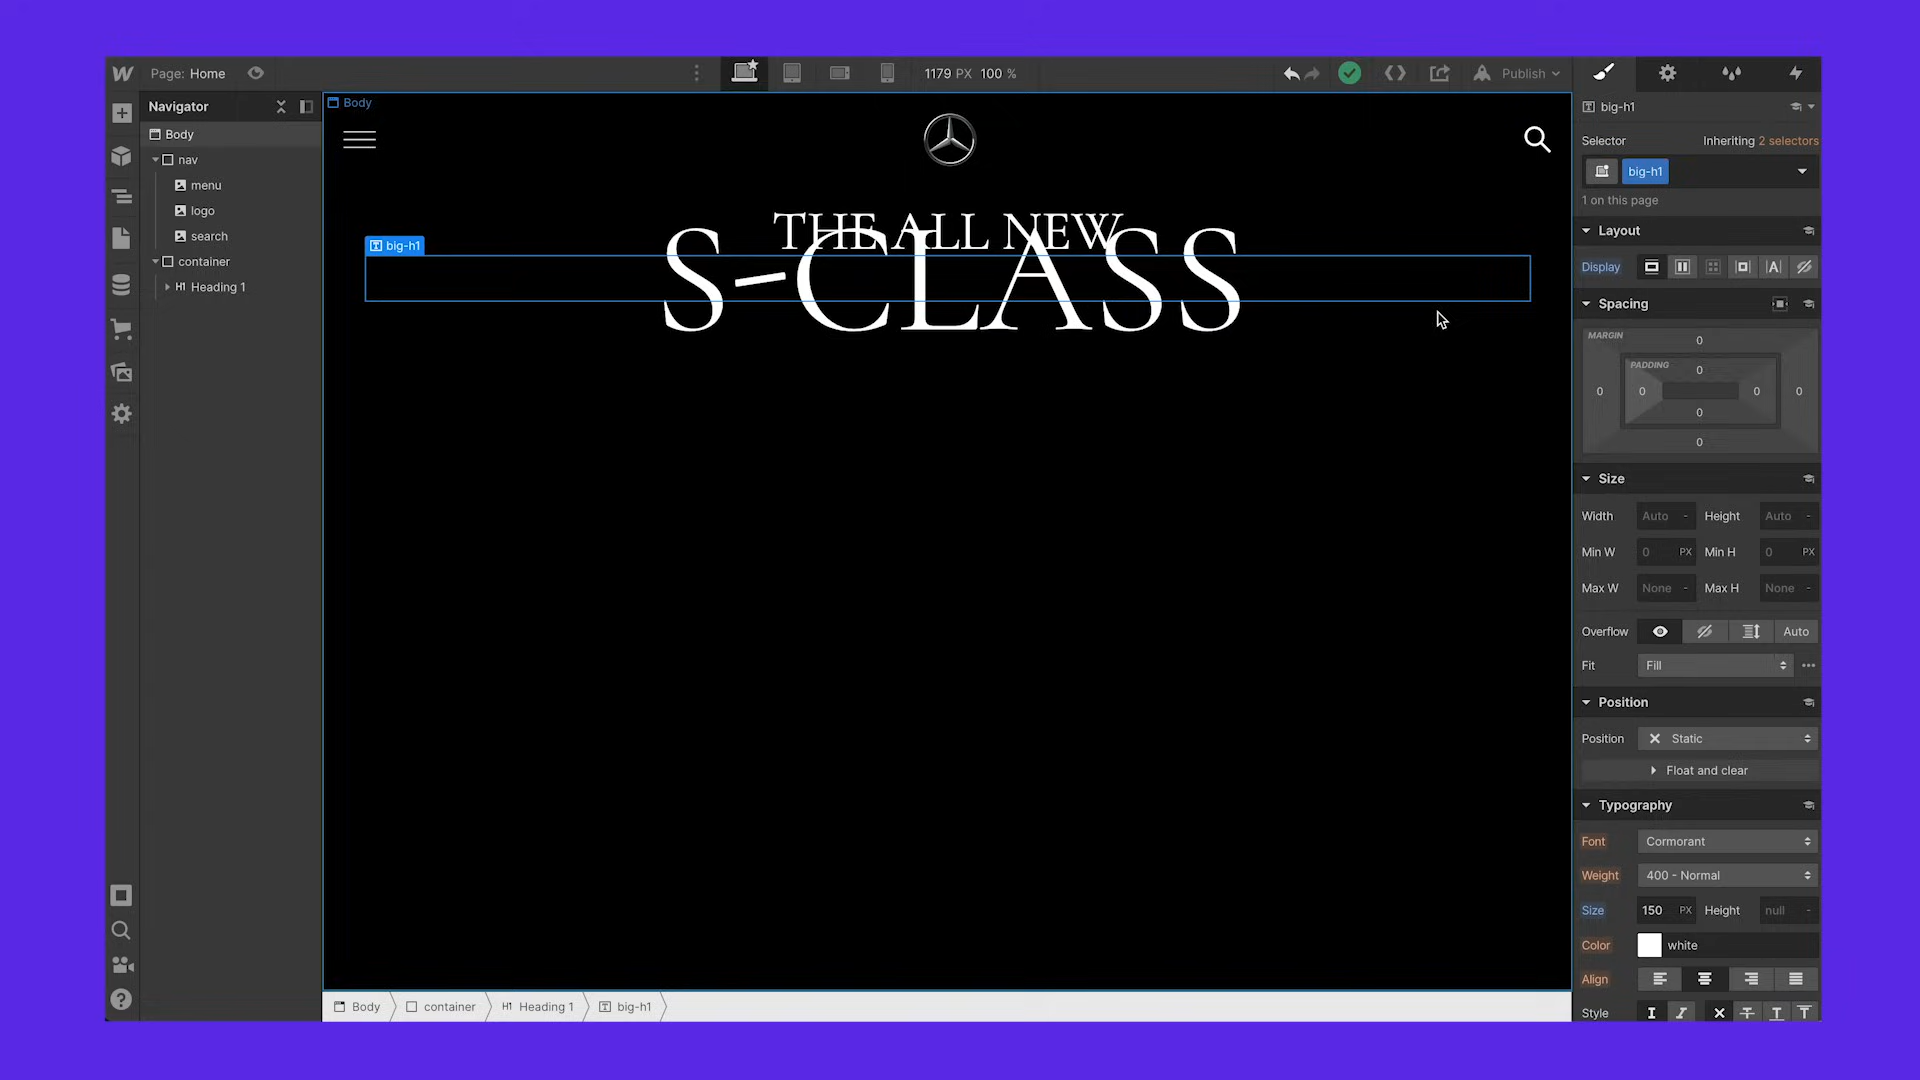 Page: Home
1179 PX 100 %
Publish
Navigator
Body
nav
menu
logo
search
container
H1 Heading 1
Body
THE ALL NEW
big-h1
S-CLASS
Body
container
H1 Heading 1
big-h1
big-h1
Selector Inheriting 2 selectors
big-h1
1 on this page
Layout
Display
Spacing
MARGIN
0
PADDING
0
0 0 0 0
0
0
Size
Width Auto - Height Auto -
Min W 0 PX Min H 0 PX
Max W None - Max H None -
Overflow Auto
Fit Fill
Position
Position Static
Float and clear
Typography
Font Cormorant
Weight 400 - Normal
Size 150 PX Height null -
Color white
Align
Style